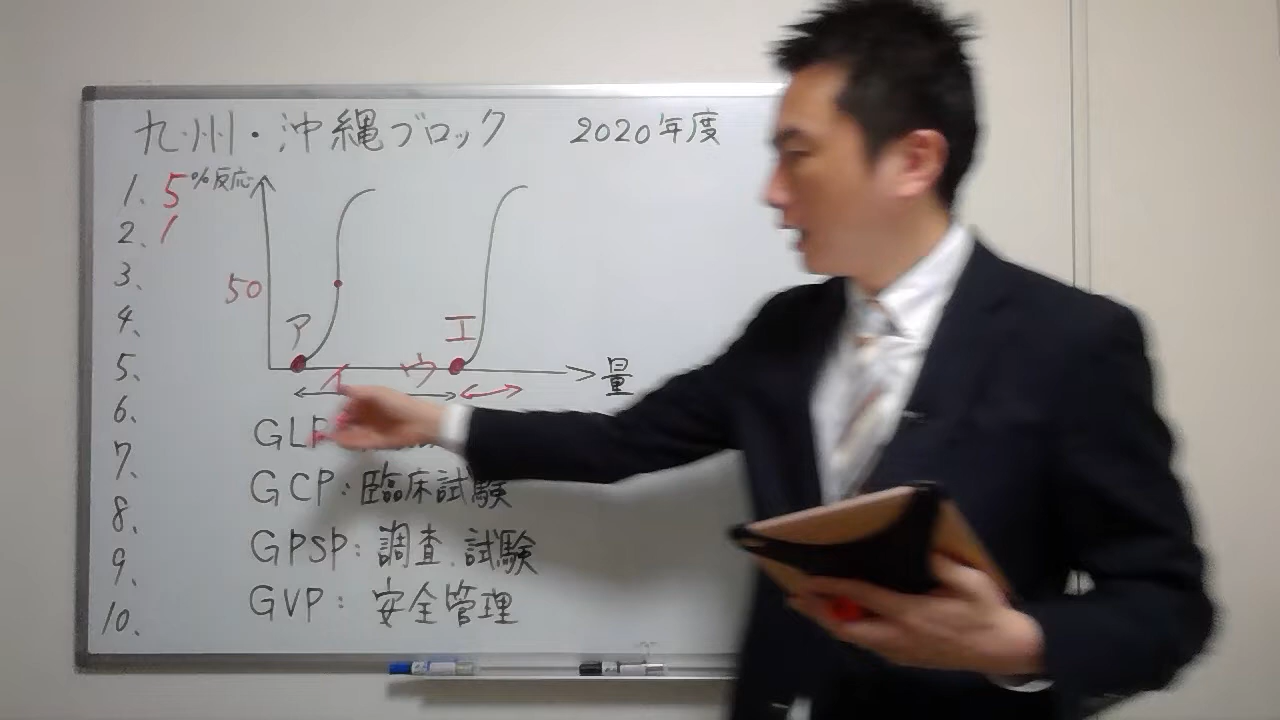 九州・沖縄ブロック 2020年度
1. 5
%反応
2. 1
3.
50
4.
ア
エ
5.
イ ウ
量
6.
7.
GLP
8.
GCP: 臨床試験
9.
GPSP: 調査、試験
10.
GVP: 安全管理